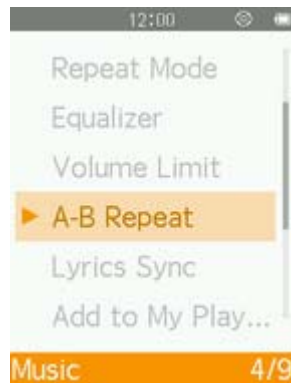 12:00
Repeat Mode
Equalizer
Volume Limit
A-B Repeat
Lyrics Sync
Add to My Play...
Music 4/9